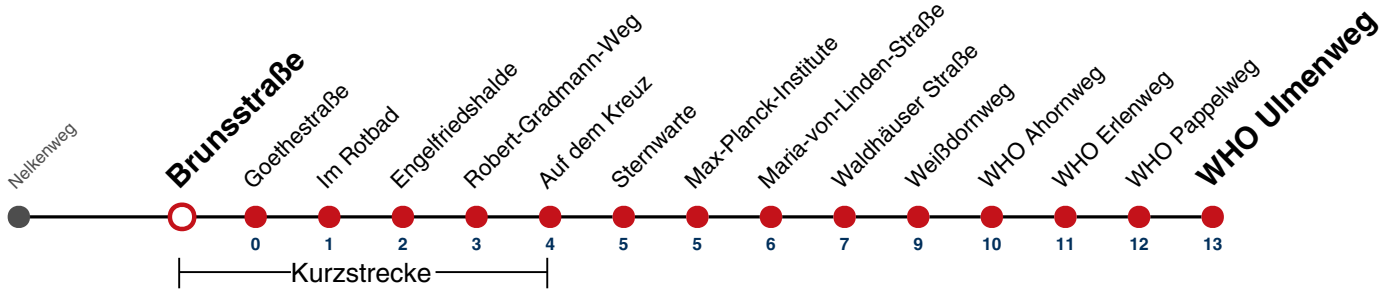 Nelkenweg
Brunsstraße
Goethestraße
Im Rotbad
Engelfriedshalde
Robert-Gradmann-Weg
Auf dem Kreuz
Sternwarte
Max-Planck-Institute
Maria-von-Linden-Straße
Waldhäuser Straße
Weißdornweg
WHO Ahornweg
WHO Erlenweg
WHO Pappelweg
WHO Ulmenweg
0 1 2 3 4 5 5 6 7 9 10 11 12 13
Kurzstrecke